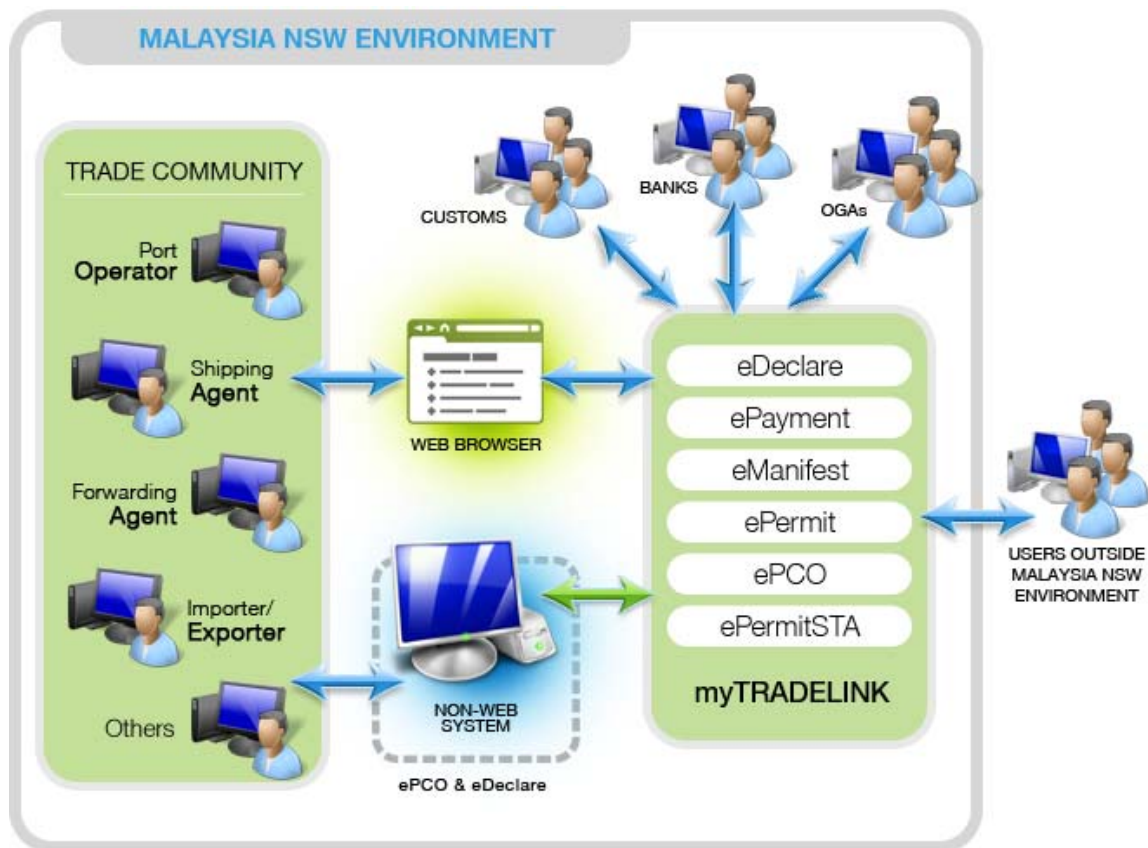 MALAYSIA NSW ENVIRONMENT
TRADE COMMUNITY
Port
Operator
Shipping
Agent
Forwarding
Agent
Importer/
Exporter
Others
CUSTOMS
BANKS
OGAs
WEB BROWSER
NON-WEB
SYSTEM
ePCO & eDeclare
eDeclare
ePayment
eManifest
ePermit
ePCO
ePermitSTA
myTRADELINK
USERS OUTSIDE
MALAYSIA NSW
ENVIRONMENT